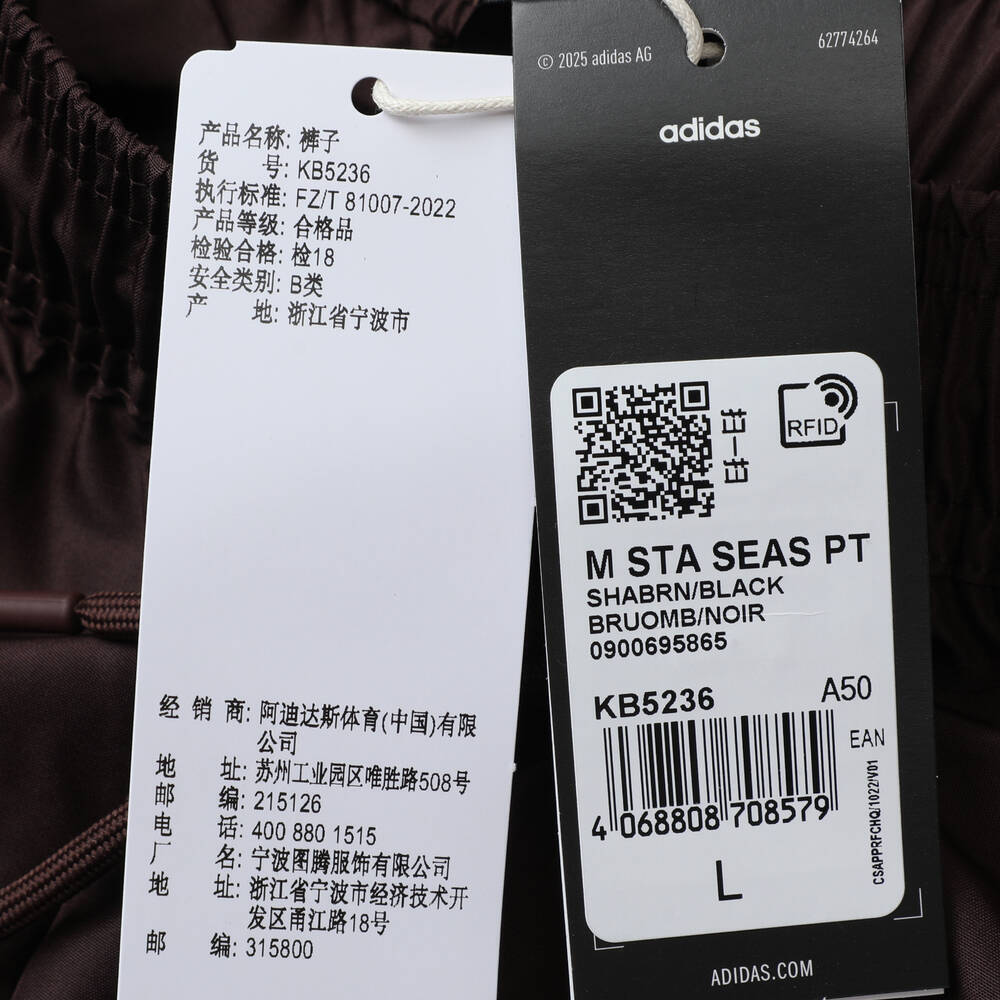 产品名称: 裤子
货 号: KB5236
执行标准: FZ/T 81007-2022
产品等级: 合格品
检验合格: 检18
安全类别: B类
产 地: 浙江省宁波市
经 销 商: 阿迪达斯体育(中国)有限
公司
地 址: 苏州工业园区唯胜路508号
邮 编: 215126
电 话: 400 880 1515
厂 名: 宁波图腾服饰有限公司
地 址: 浙江省宁波市经济技术开
发区甬江路18号
邮 编: 315800
© 2025 adidas AG
62774264
adidas
扫一扫
RFID
M STA SEAS PT
SHABRN/BLACK
BRUOMB/NOIR
0900695865
KB5236 A50
EAN
4 068808 708579
CSAPPRFCHQ/1022/V01
L
ADIDAS.COM